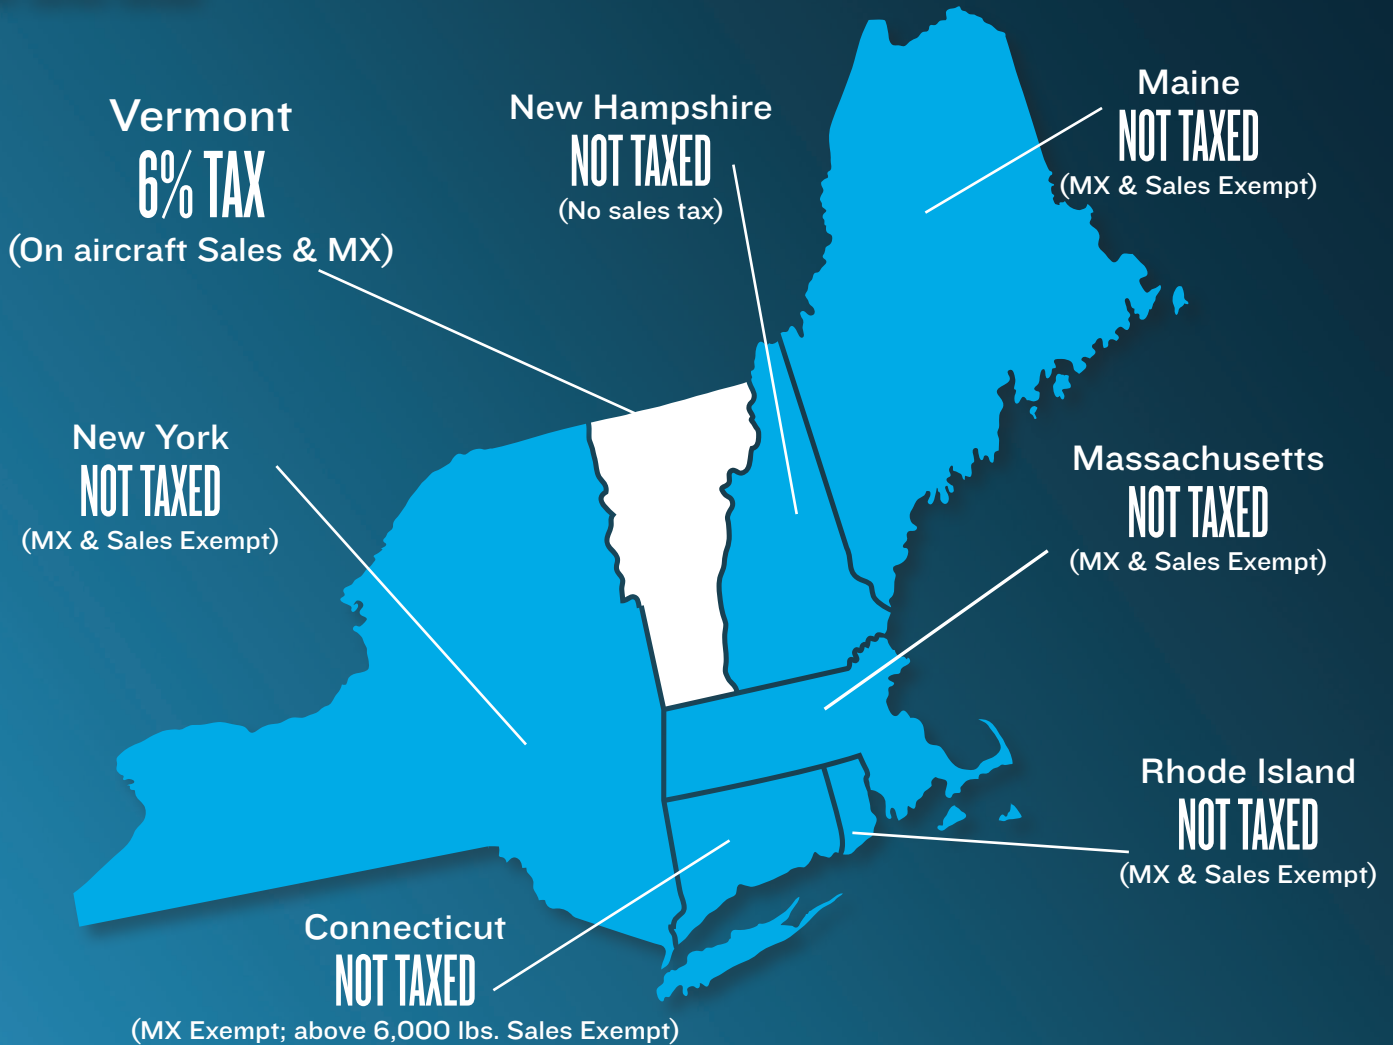 Vermont
6% TAX
(On aircraft Sales & MX)
New Hampshire
NOT TAXED
(No sales tax)
Maine
NOT TAXED
(MX & Sales Exempt)
New York
NOT TAXED
(MX & Sales Exempt)
Massachusetts
NOT TAXED
(MX & Sales Exempt)
Rhode Island
NOT TAXED
(MX & Sales Exempt)
Connecticut
NOT TAXED
(MX Exempt; above 6,000 lbs. Sales Exempt)